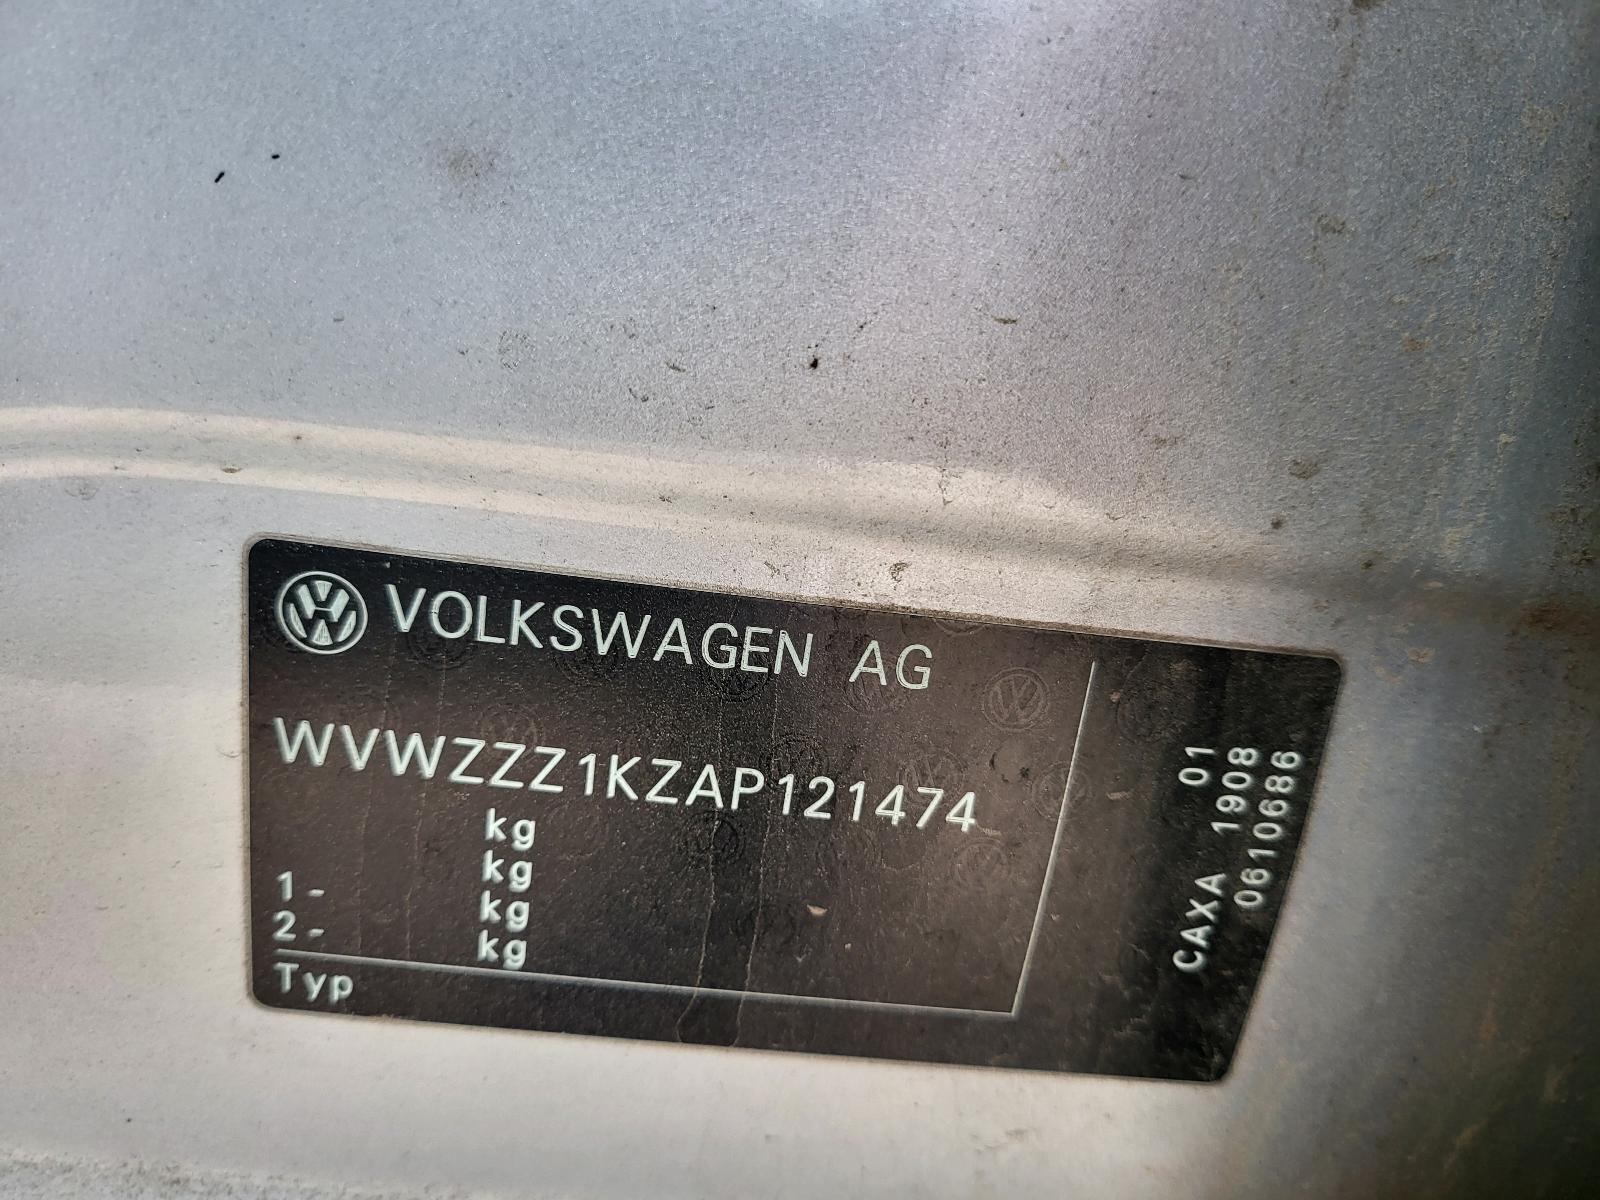 VOLKSWAGEN AG
WVWZZZ1KZAP121474
kg
kg
1- kg
2- kg
Typ
01
CAXA 1908
0610686